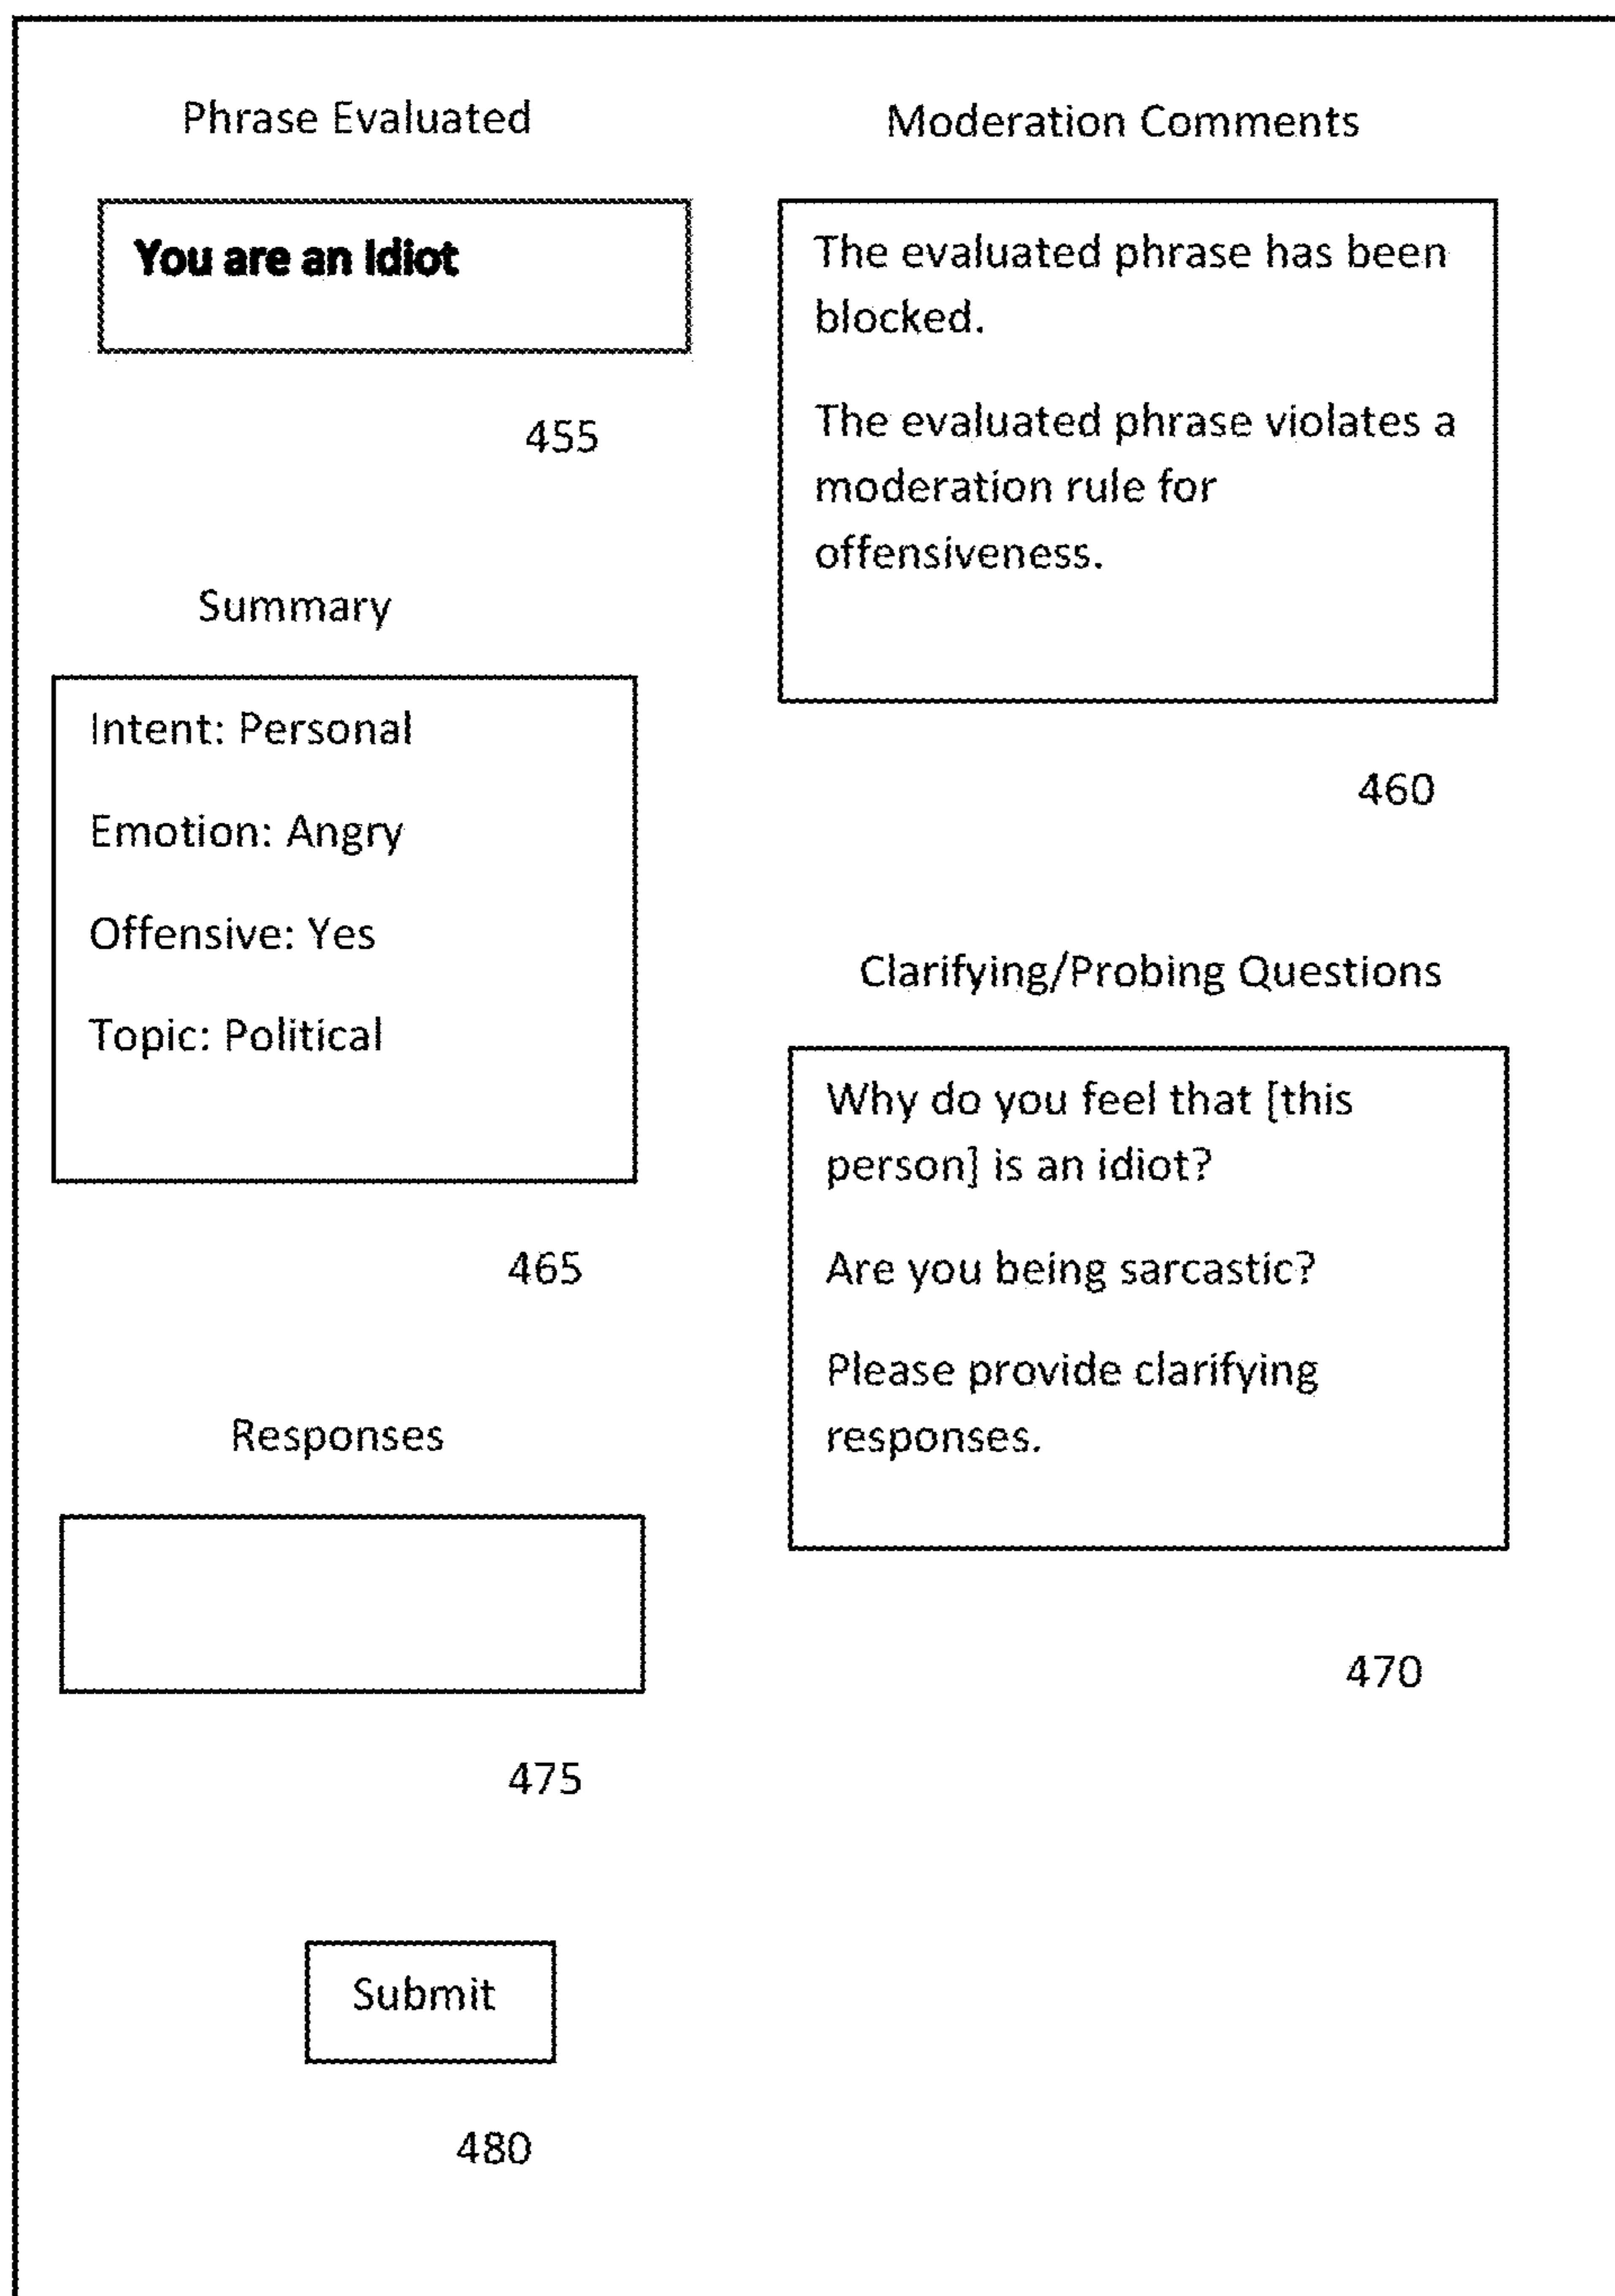 Phrase Evaluated
You are an Idiot
455
Moderation Comments
The evaluated phrase has been
blocked.
The evaluated phrase violates a
moderation rule for
offensiveness.
460
Summary
Intent: Personal
Emotion: Angry
Offensive: Yes
Topic: Political
465
Clarifying/Probing Questions
Why do you feel that [this
person] is an idiot?
Are you being sarcastic?
Please provide clarifying
responses.
470
Responses
475
Submit
480